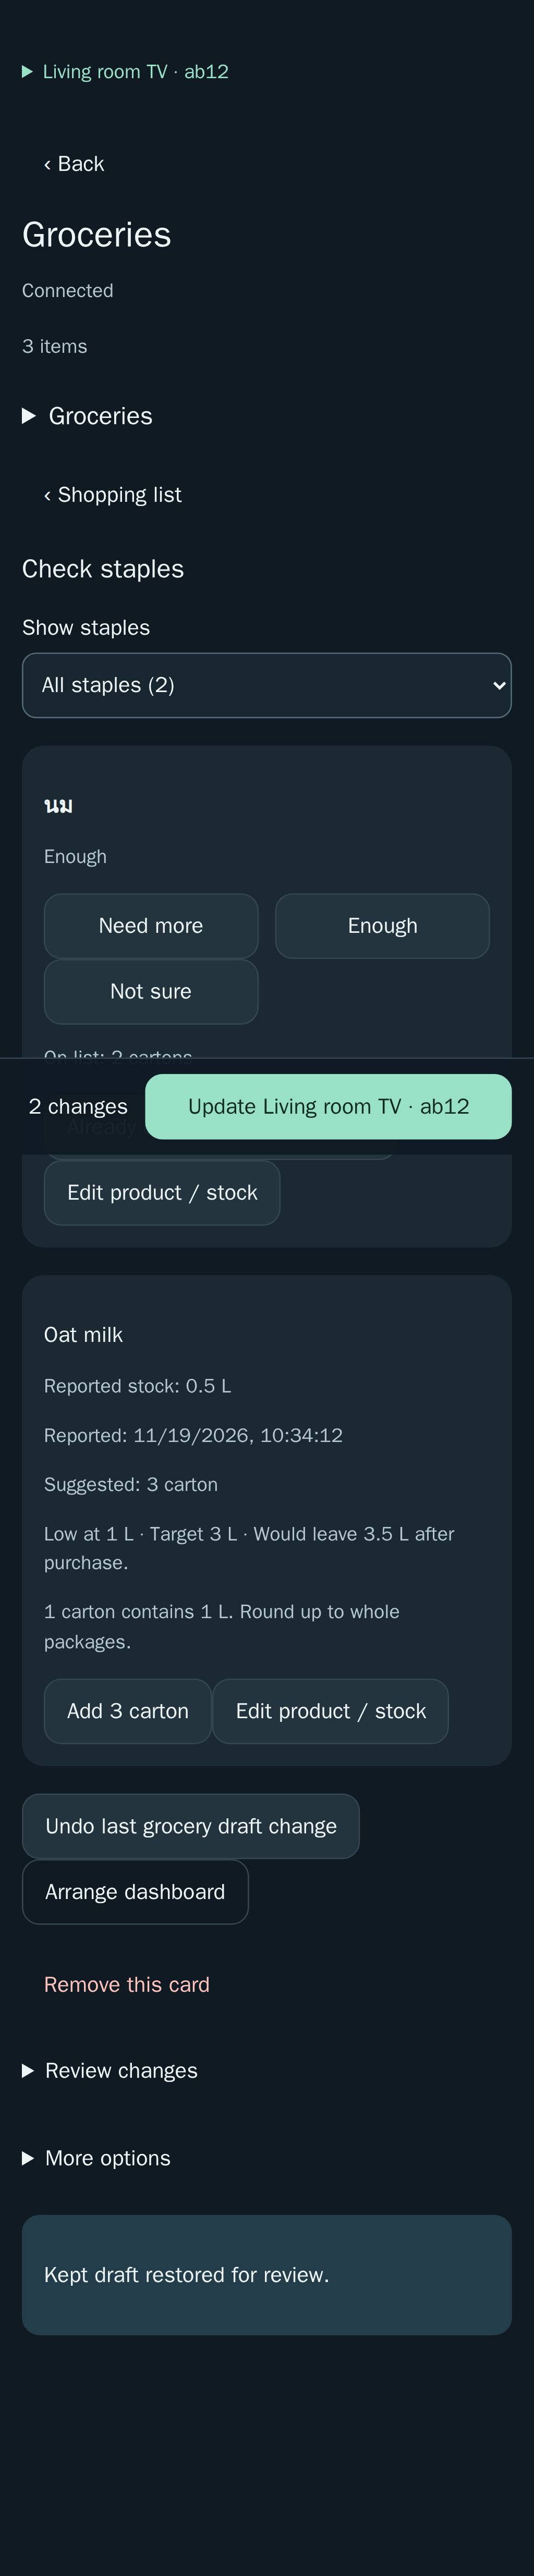 ▶ Living room TV · ab12
‹ Back
Groceries
Connected
3 items
▶ Groceries
‹ Shopping list
Check staples
Show staples
All staples (2)
นม
Enough
Need more
Enough
Not sure
On list: 2 cartons
2 changes
Update Living room TV · ab12
Already
Edit product / stock
Oat milk
Reported stock: 0.5 L
Reported: 11/19/2026, 10:34:12
Suggested: 3 carton
Low at 1 L · Target 3 L · Would leave 3.5 L after
purchase.
1 carton contains 1 L. Round up to whole
packages.
Add 3 carton
Edit product / stock
Undo last grocery draft change
Arrange dashboard
Remove this card
▶ Review changes
▶ More options
Kept draft restored for review.